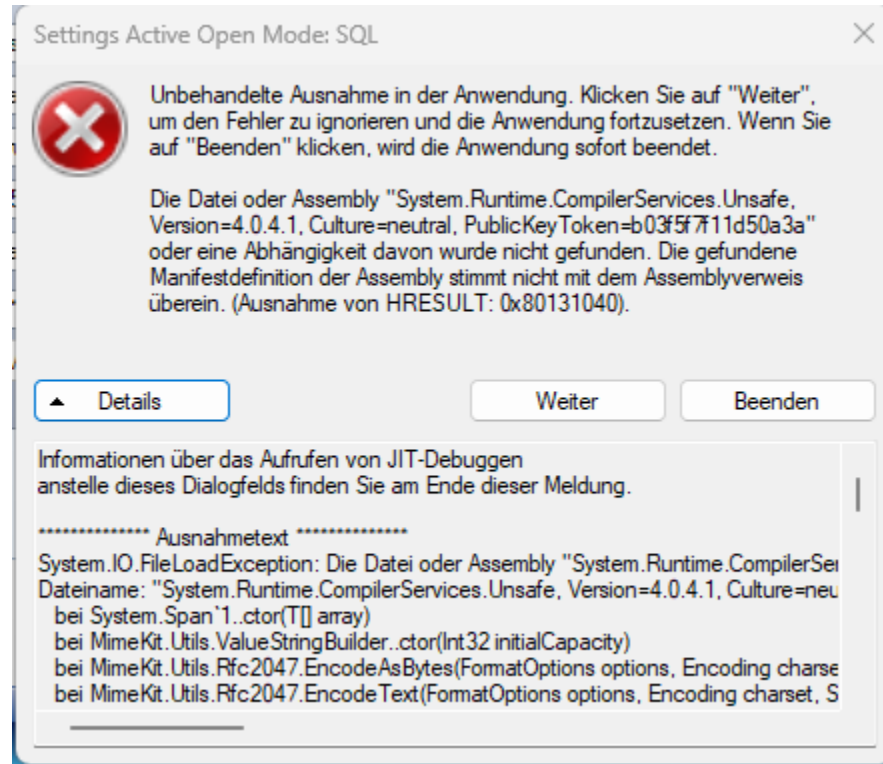 Settings Active Open Mode: SQL
Unbehandelte Ausnahme in der Anwendung. Klicken Sie auf "Weiter",
um den Fehler zu ignorieren und die Anwendung fortzusetzen. Wenn Sie
auf "Beenden" klicken, wird die Anwendung sofort beendet.
Die Datei oder Assembly "System.Runtime.CompilerServices.Unsafe,
Version=4.0.4.1, Culture=neutral, PublicKeyToken=b03f5f7f11d50a3a"
oder eine Abhängigkeit davon wurde nicht gefunden. Die gefundene
Manifestdefinition der Assembly stimmt nicht mit dem Assemblyverweis
überein. (Ausnahme von HRESULT: 0x80131040).
Details Weiter Beenden
Informationen über das Aufrufen von JIT-Debuggen
anstelle dieses Dialogfelds finden Sie am Ende dieser Meldung.
************** Ausnahmetext **************
System.IO.FileLoadException: Die Datei oder Assembly "System.Runtime.CompilerSer
Dateiname: "System.Runtime.CompilerServices.Unsafe, Version=4.0.4.1, Culture=neu
bei System.Span`1..ctor(T[] array)
bei MimeKit.Utils.ValueStringBuilder..ctor(Int32 initialCapacity)
bei MimeKit.Utils.Rfc2047.EncodeAsBytes(FormatOptions options, Encoding charse
bei MimeKit.Utils.Rfc2047.EncodeText(FormatOptions options, Encoding charset, S